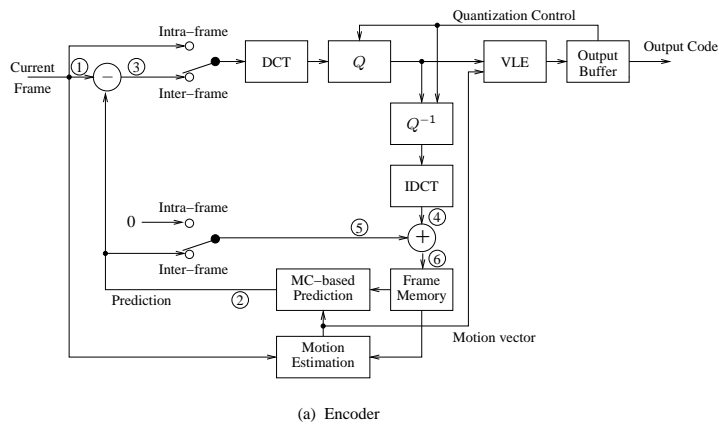 Quantization Control
Intra−frame
Output Code
Current
Frame
1
−
3
DCT
Q
VLE
Output
Buffer
Inter−frame
Q−1
IDCT
Intra−frame
0
4
5
+
Inter−frame
6
MC−based
Prediction
Frame
Memory
Prediction
2
Motion vector
Motion
Estimation
(a) Encoder